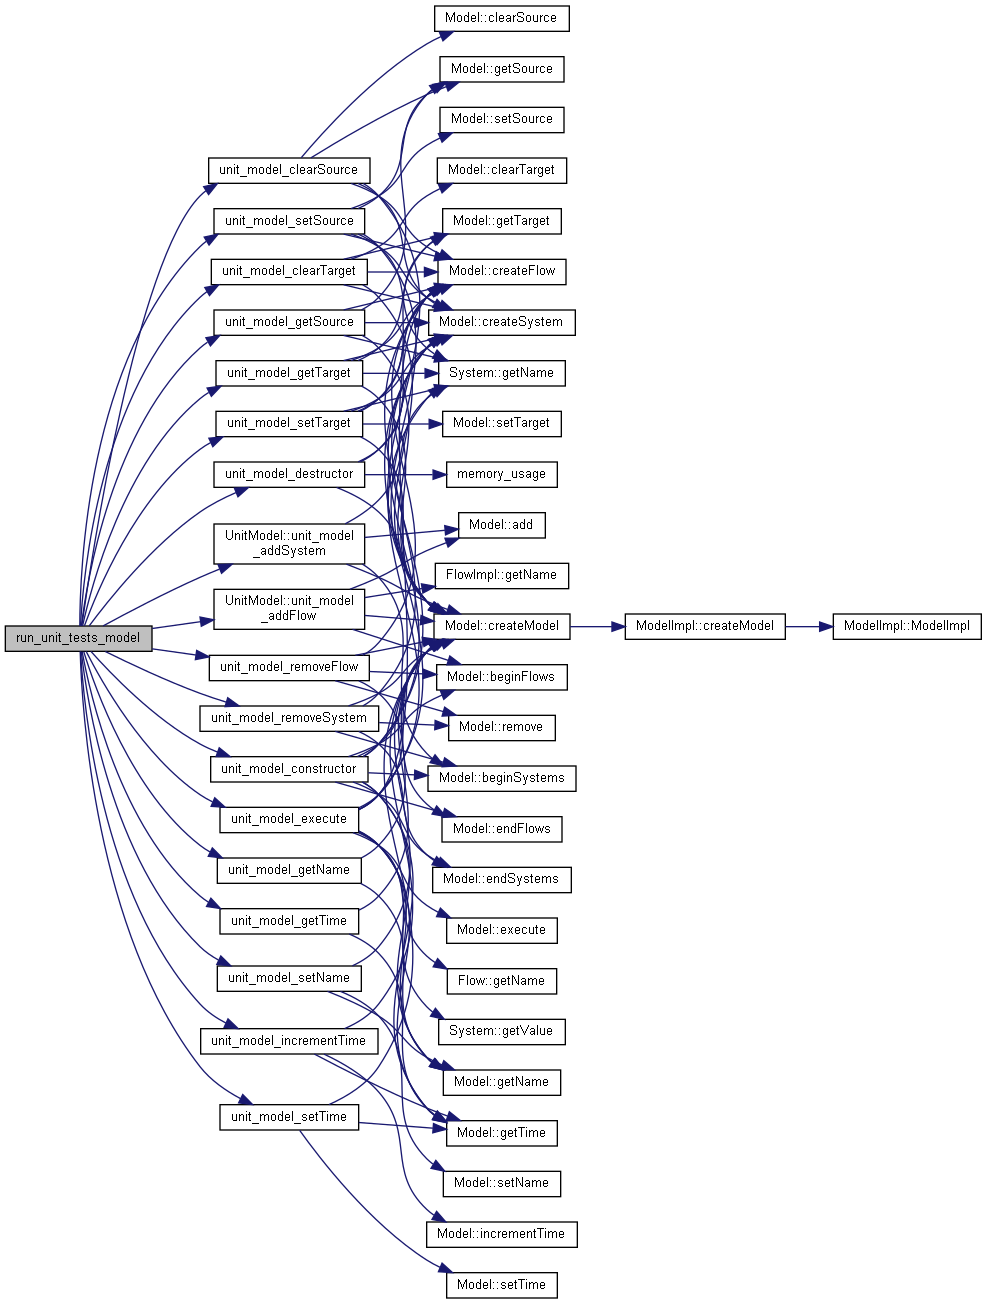 run_unit_tests_model
unit_model_clearSource
unit_model_setSource
unit_model_clearTarget
unit_model_getSource
unit_model_getTarget
unit_model_setTarget
unit_model_destructor
UnitModel::unit_model
_addSystem
UnitModel::unit_model
_addFlow
unit_model_removeFlow
unit_model_removeSystem
unit_model_constructor
unit_model_execute
unit_model_getName
unit_model_getTime
unit_model_setName
unit_model_incrementTime
unit_model_setTime
Model::clearSource
Model::getSource
Model::setSource
Model::clearTarget
Model::getTarget
Model::createFlow
Model::createSystem
System::getName
Model::setTarget
memory_usage
Model::add
FlowImpl::getName
Model::createModel
Model::beginFlows
Model::remove
Model::beginSystems
Model::endFlows
Model::endSystems
Model::execute
Flow::getName
System::getValue
Model::getName
Model::getTime
Model::setName
Model::incrementTime
Model::setTime
ModelImpl::createModel
ModelImpl::ModelImpl